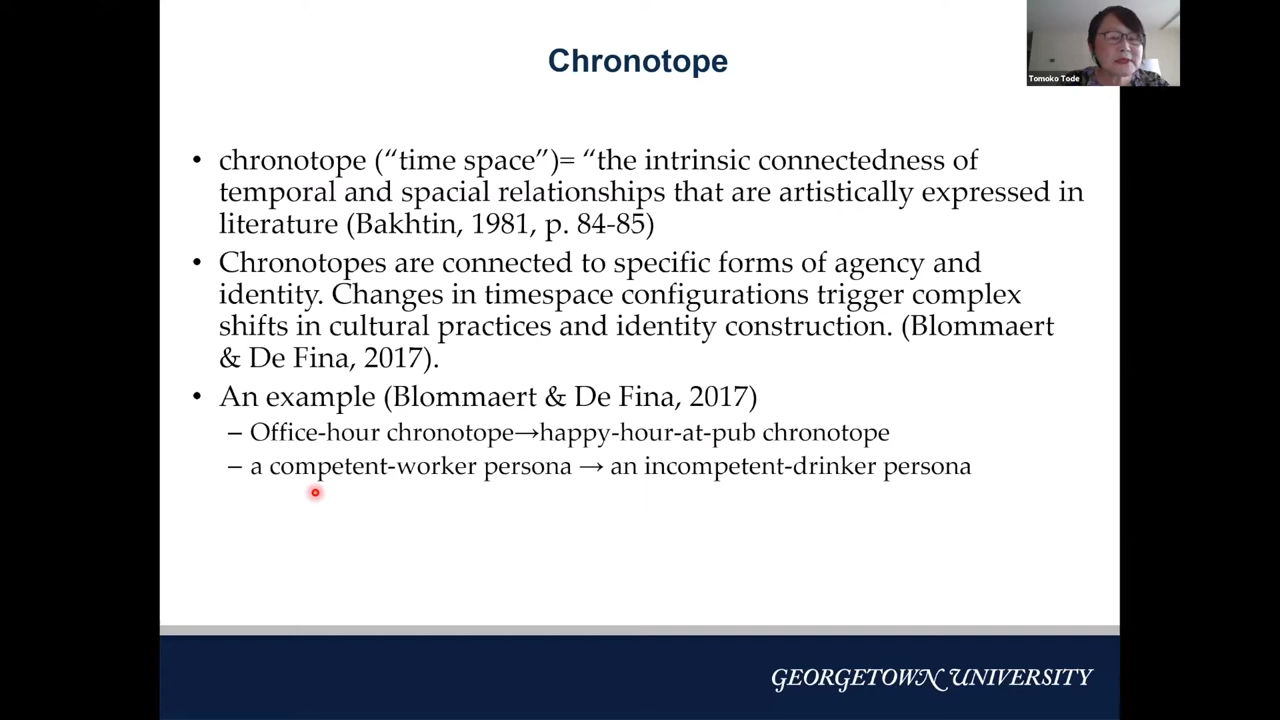 Chronotope
Tomoko Tode
• chronotope (“time space”)= “the intrinsic connectedness of
temporal and spacial relationships that are artistically expressed in
literature (Bakhtin, 1981, p. 84-85)
• Chronotopes are connected to specific forms of agency and
identity. Changes in timespace configurations trigger complex
shifts in cultural practices and identity construction. (Blommaert
& De Fina, 2017).
• An example (Blommaert & De Fina, 2017)
– Office-hour chronotope→happy-hour-at-pub chronotope
– a competent-worker persona → an incompetent-drinker persona
GEORGETOWN UNIVERSITY